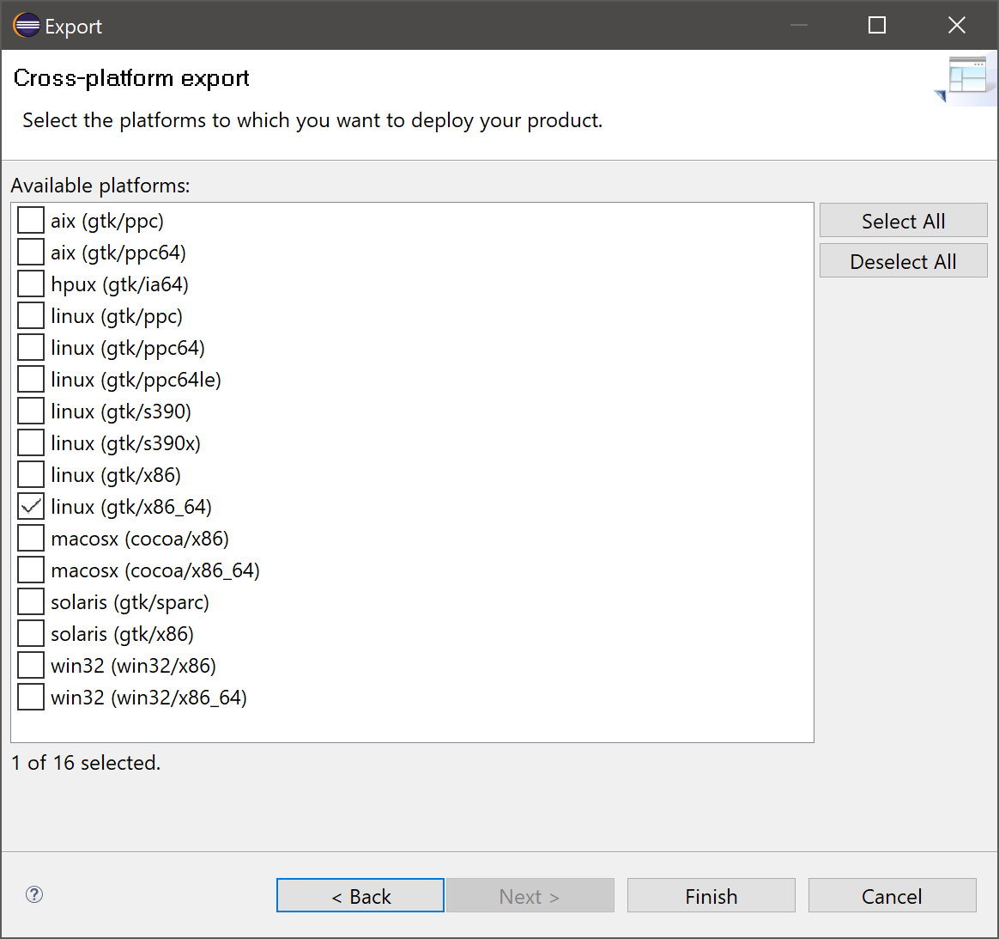 Export
Cross-platform export
Select the platforms to which you want to deploy your product.
Available platforms:
aix (gtk/ppc)
aix (gtk/ppc64)
hpux (gtk/ia64)
linux (gtk/ppc)
linux (gtk/ppc64)
linux (gtk/ppc64le)
linux (gtk/s390)
linux (gtk/s390x)
linux (gtk/x86)
linux (gtk/x86_64)
macosx (cocoa/x86)
macosx (cocoa/x86_64)
solaris (gtk/sparc)
solaris (gtk/x86)
win32 (win32/x86)
win32 (win32/x86_64)
Select All
Deselect All
1 of 16 selected.
?
< Back
Next >
Finish
Cancel